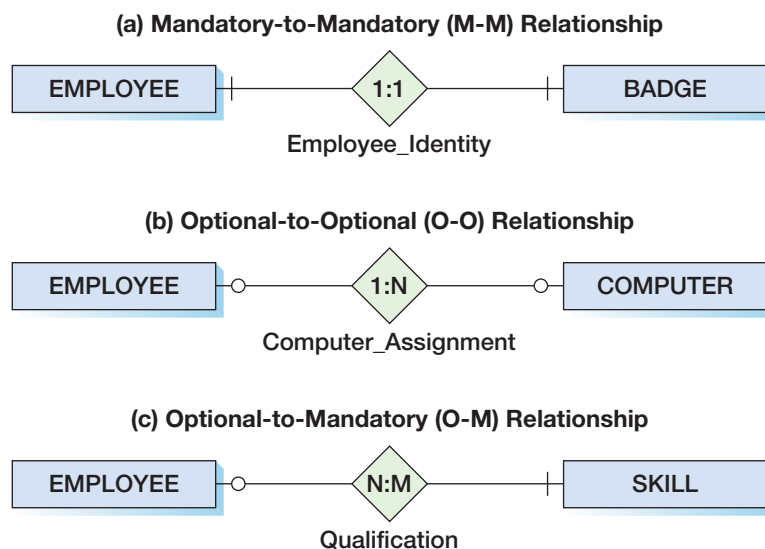 (a) Mandatory-to-Mandatory (M-M) Relationship
EMPLOYEE 1:1 BADGE
Employee_Identity
(b) Optional-to-Optional (O-O) Relationship
EMPLOYEE 1:N COMPUTER
Computer_Assignment
(c) Optional-to-Mandatory (O-M) Relationship
EMPLOYEE N:M SKILL
Qualification